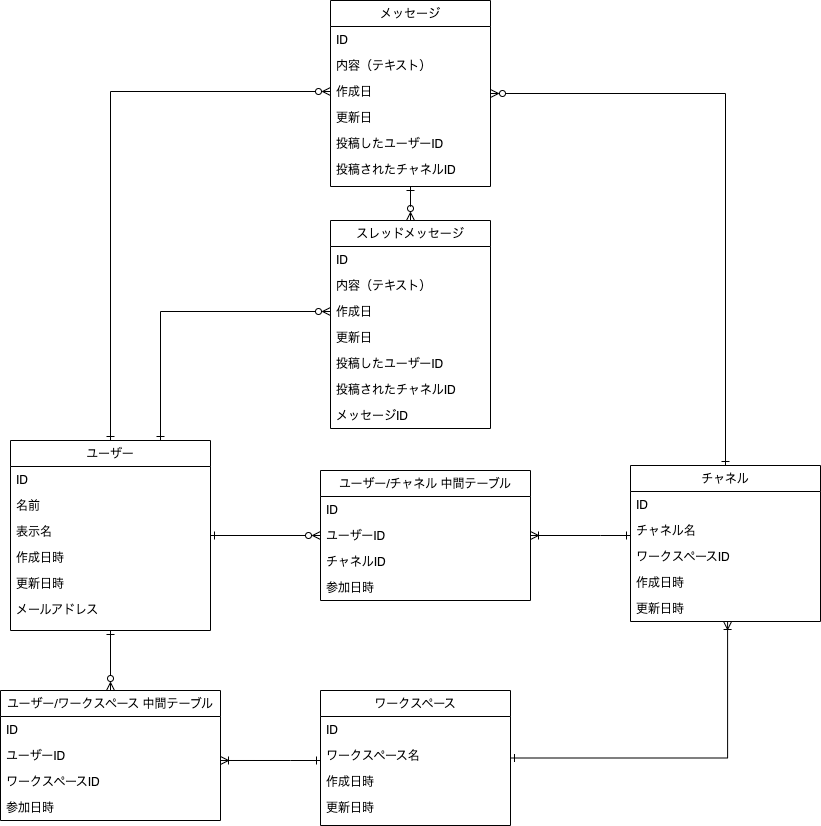 メッセージ
ID
内容（テキスト）
作成日
更新日
投稿したユーザーID
投稿されたチャネルID
スレッドメッセージ
ID
内容（テキスト）
作成日
更新日
投稿したユーザーID
投稿されたチャネルID
メッセージID
ユーザー
ID
名前
表示名
作成日時
更新日時
メールアドレス
ユーザー/チャネル 中間テーブル
ID
ユーザーID
チャネルID
参加日時
チャネル
ID
チャネル名
ワークスペースID
作成日時
更新日時
ユーザー/ワークスペース 中間テーブル
ID
ユーザーID
ワークスペースID
参加日時
ワークスペース
ID
ワークスペース名
作成日時
更新日時